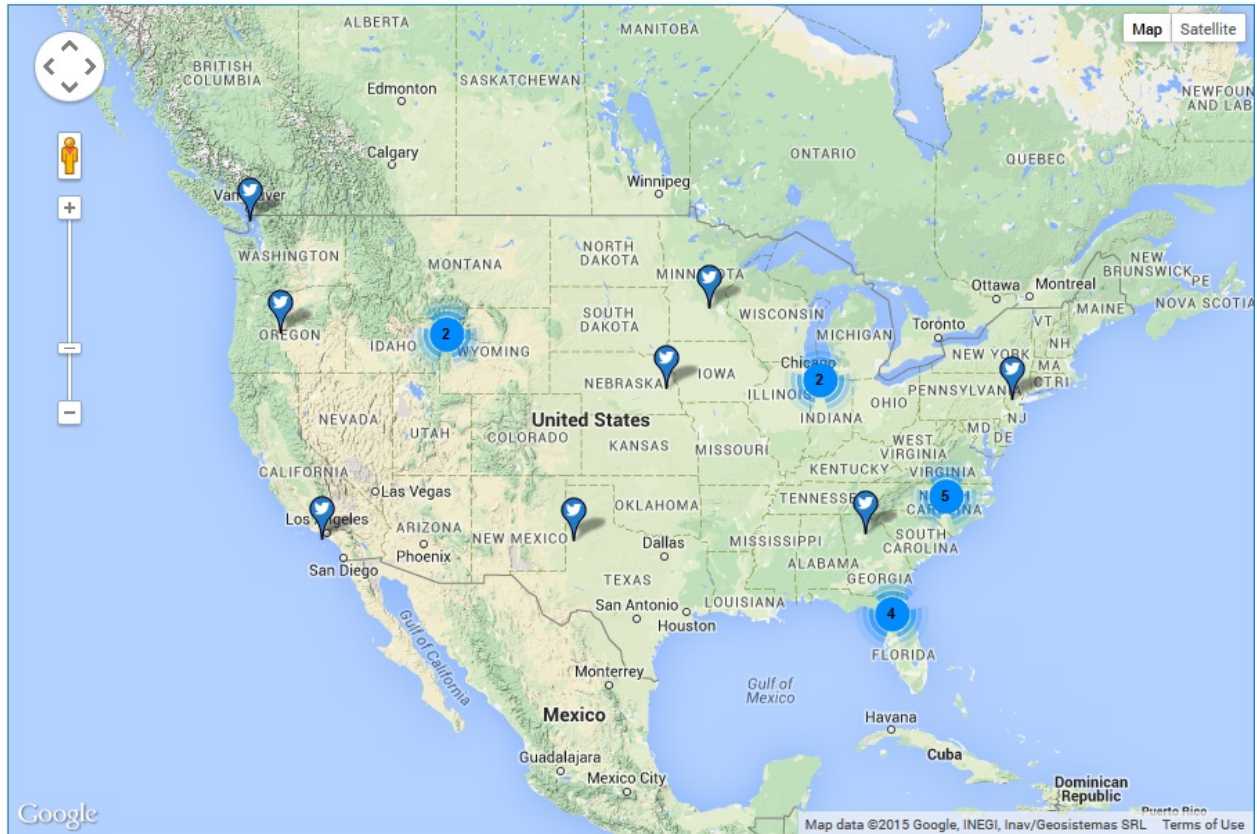 ALBERTA
MANITOBA
Map Satellite
BRITISH
COLUMBIA
SASKATCHEWAN
Edmonton
NEWFOUN
AND LAB
Calgary
ONTARIO
QUEBEC
Winnipeg
WASHINGTON
MONTANA
NORTH
DAKOTA
NEW
BRUNSWICK
PE
Ottawa
Montreal
MAINE
NOVA SCOTIA
OREGON
IDAHO
2
WYOMING
SOUTH
DAKOTA
WISCONSIN
MICHIGAN
Toronto
VT
NH
NEW YORK
MA
CT RI
Chicago
2
NEBRASKA
IOWA
ILLINOIS
INDIANA
OHIO
PENNSYLVANIA
NJ
MD
DE
NEVADA
UTAH
COLORADO
United States
KANSAS
MISSOURI
WEST
VIRGINIA
KENTUCKY
VIRGINIA
CALIFORNIA
Las Vegas
Los Angeles
ARIZONA
NEW MEXICO
OKLAHOMA
TENNESSEE
5
SOUTH
CAROLINA
San Diego
Phoenix
Dallas
MISSISSIPPI
ALABAMA
GEORGIA
TEXAS
San Antonio
LOUISIANA
Houston
4
FLORIDA
Gulf of California
Monterrey
Gulf of
Mexico
Mexico
Havana
Cuba
Guadalajara
Mexico City
Dominican
Republic
Puerto Rico
Google
Map data ©2015 Google, INEGI, Inav/Geosistemas SRL Terms of Use